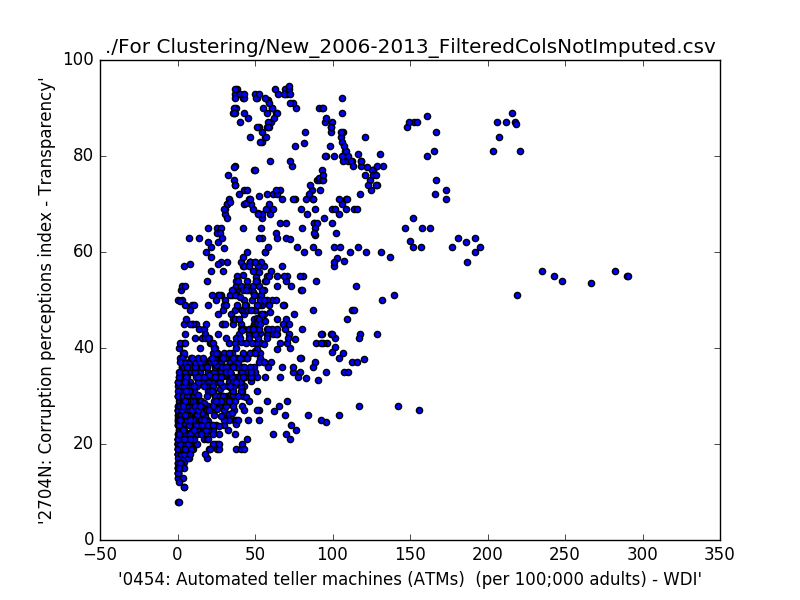 ./For Clustering/New_2006-2013_FilteredColsNotImputed.csv
100
80
60
40
20
0
'2704N: Corruption perceptions index - Transparency'
−50 0 50 100 150 200 250 300 350
'0454: Automated teller machines (ATMs)  (per 100;000 adults) - WDI'